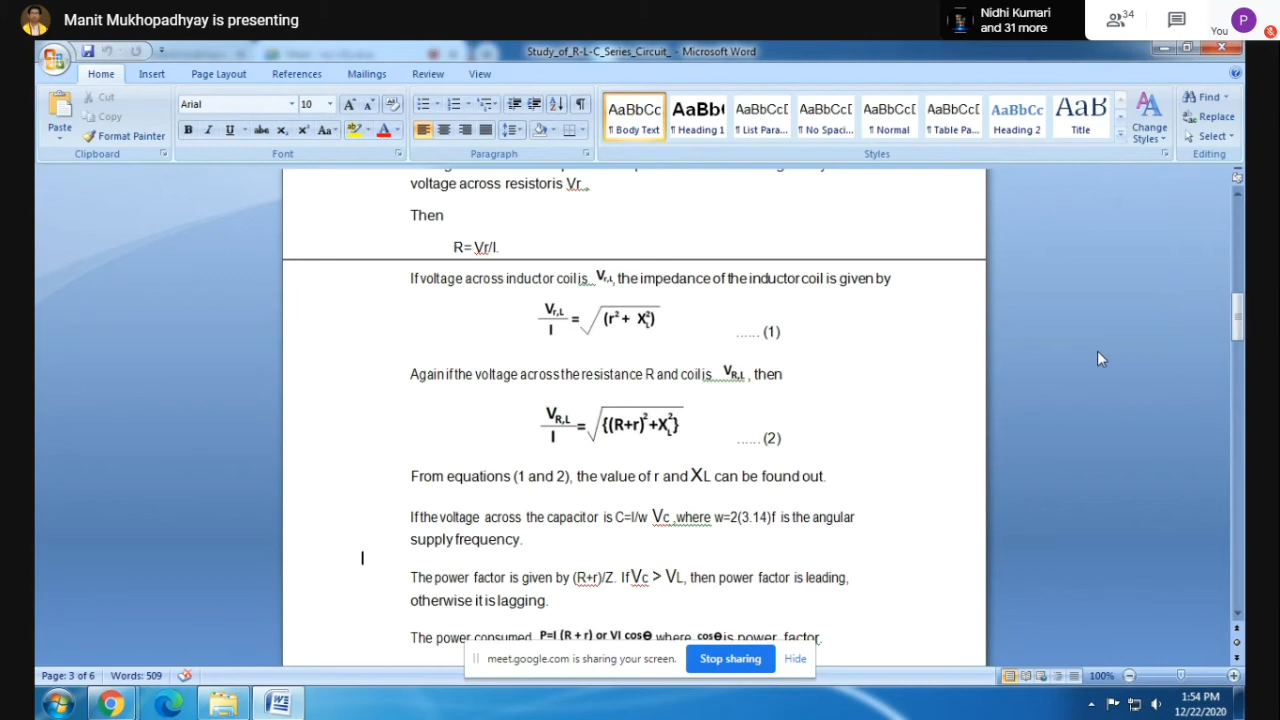 Manit Mukhopadhyay is presenting
Nidhi Kumari
and 31 more
34
You
P
Study_of_R-L-C_Series_Circuit_ - Microsoft Word
Home Insert Page Layout References Mailings Review View
Paste
Cut
Copy
Format Painter
Clipboard
Arial 10
Font
Paragraph
AaBbCc AaBb( AaBbC[ AaBbCc AaBbCc AaBbC[ AaBbCc AaB
¶ Body Text ¶ Heading 1 ¶ List Para... ¶ No Spaci... ¶ Normal ¶ Table Pa... Heading 2 Title
Change
Styles
Styles
Find
Replace
Select
Editing
voltage across resistoris Vr.
Then
R= Vr/I.
If voltage across inductor coil is Vr,L, the impedance of the inductor coil is given by
Vr,L/I = √(r² + X²L) ...... (1)
Again if the voltage across the resistance R and coil is VR,L , then
VR,L/I = √{(R+r)²+X²L} ...... (2)
From equations (1 and 2), the value of r and XL can be found out.
If the voltage across the capacitor is C=I/w Vc ,where w=2(3.14)f is the angular
supply frequency.
The power factor is given by (R+r)/Z. If Vc > VL, then power factor is leading,
otherwise it is lagging.
The power consumed P=I (R + r) or VI cosθ where cosθ is power factor.
meet.google.com is sharing your screen. Stop sharing Hide
Page: 3 of 6 Words: 509 100%
1:54 PM
12/22/2020